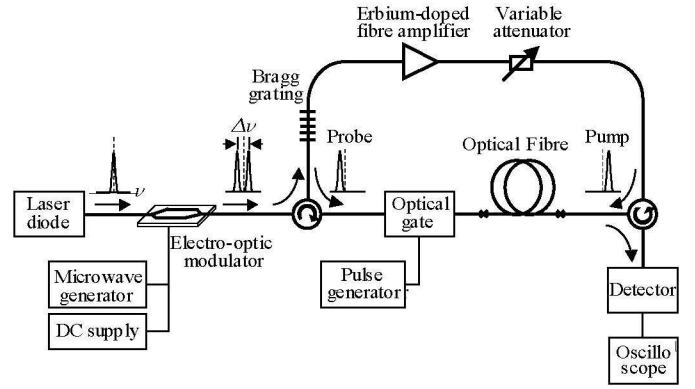 Erbium-doped
fibre amplifier
Variable
attenuator
Bragg
grating
Δν
Probe
Optical Fibre
Pump
ν
Laser
diode
Electro-optic
modulator
Optical
gate
Microwave
generator
Pulse
generator
Detector
DC supply
Oscillo
scope